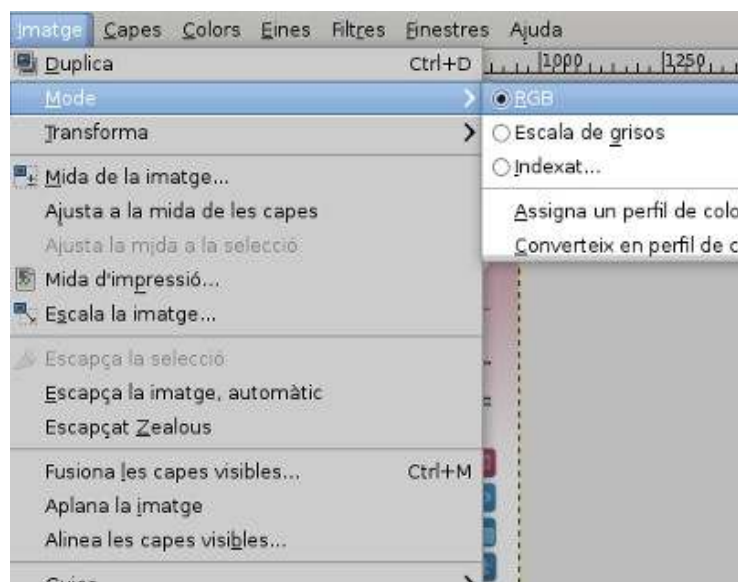 Imatge Capes Colors Eines Filtres Finestres Ajuda
Duplica Ctrl+D
1000 1250
Mode
RGB
Transforma
Escala de grisos
Indexat...
Mida de la imatge...
Ajusta a la mida de les capes
Assigna un perfil de colo
Ajusta la mida a la selecció
Converteix en perfil de c
Mida d'impressió...
Escala la imatge...
Escapça la selecció
Escapça la imatge, automàtic
Escapçat Zealous
Fusiona les capes visibles... Ctrl+M
Aplana la imatge
Alinea les capes visibles...